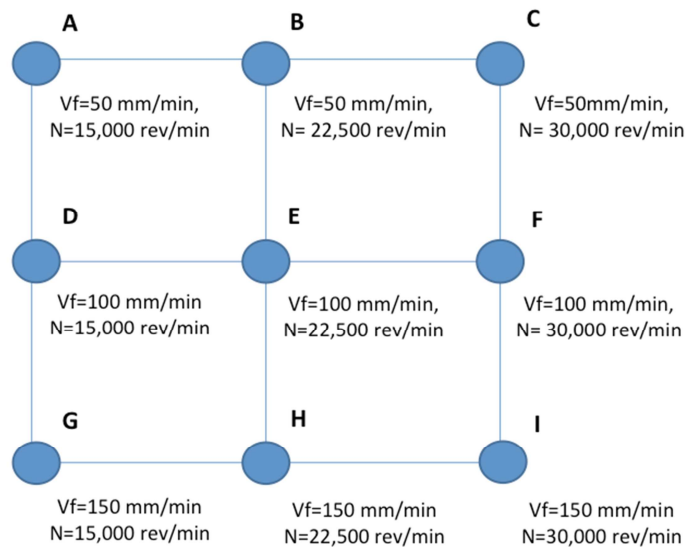 A
B
C
Vf=50 mm/min,
N=15,000 rev/min
Vf=50 mm/min,
N= 22,500 rev/min
Vf=50mm/min,
N= 30,000 rev/min
D
E
F
Vf=100 mm/min
N=15,000 rev/min
Vf=100 mm/min,
N=22,500 rev/min
Vf=100 mm/min,
N= 30,000 rev/min
G
H
I
Vf=150 mm/min
N=15,000 rev/min
Vf=150 mm/min
N=22,500 rev/min
Vf=150 mm/min
N=30,000 rev/min